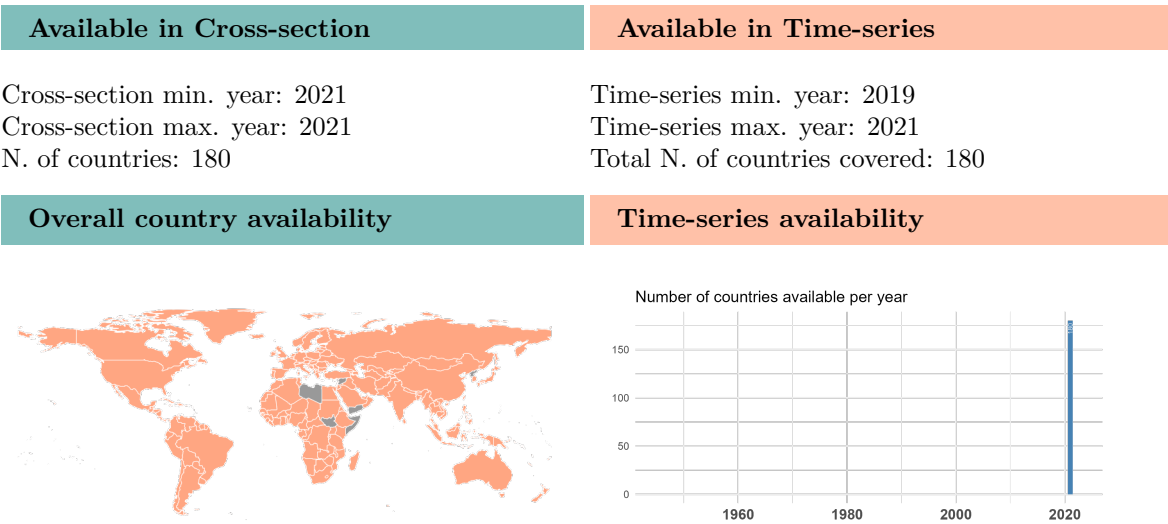 Available in Cross-section
Available in Time-series
Cross-section min. year: 2021
Cross-section max. year: 2021
N. of countries: 180
Time-series min. year: 2019
Time-series max. year: 2021
Total N. of countries covered: 180
Overall country availability
Time-series availability
Number of countries available per year
180
150
100
50
0
1960 1980 2000 2020